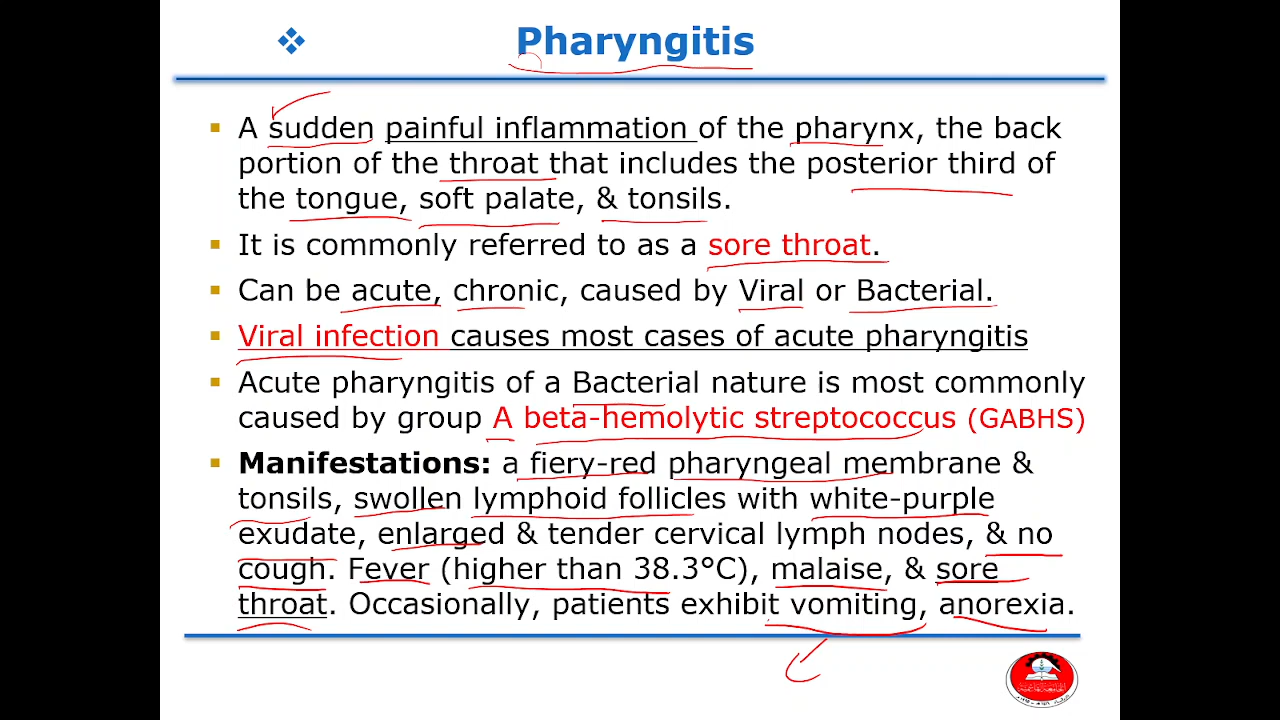 Pharyngitis
A sudden painful inflammation of the pharynx, the back
portion of the throat that includes the posterior third of
the tongue, soft palate, & tonsils.
It is commonly referred to as a sore throat.
Can be acute, chronic, caused by Viral or Bacterial.
Viral infection causes most cases of acute pharyngitis
Acute pharyngitis of a Bacterial nature is most commonly
caused by group A beta-hemolytic streptococcus (GABHS)
Manifestations: a fiery-red pharyngeal membrane &
tonsils, swollen lymphoid follicles with white-purple
exudate, enlarged & tender cervical lymph nodes, & no
cough. Fever (higher than 38.3°C), malaise, & sore
throat. Occasionally, patients exhibit vomiting, anorexia.